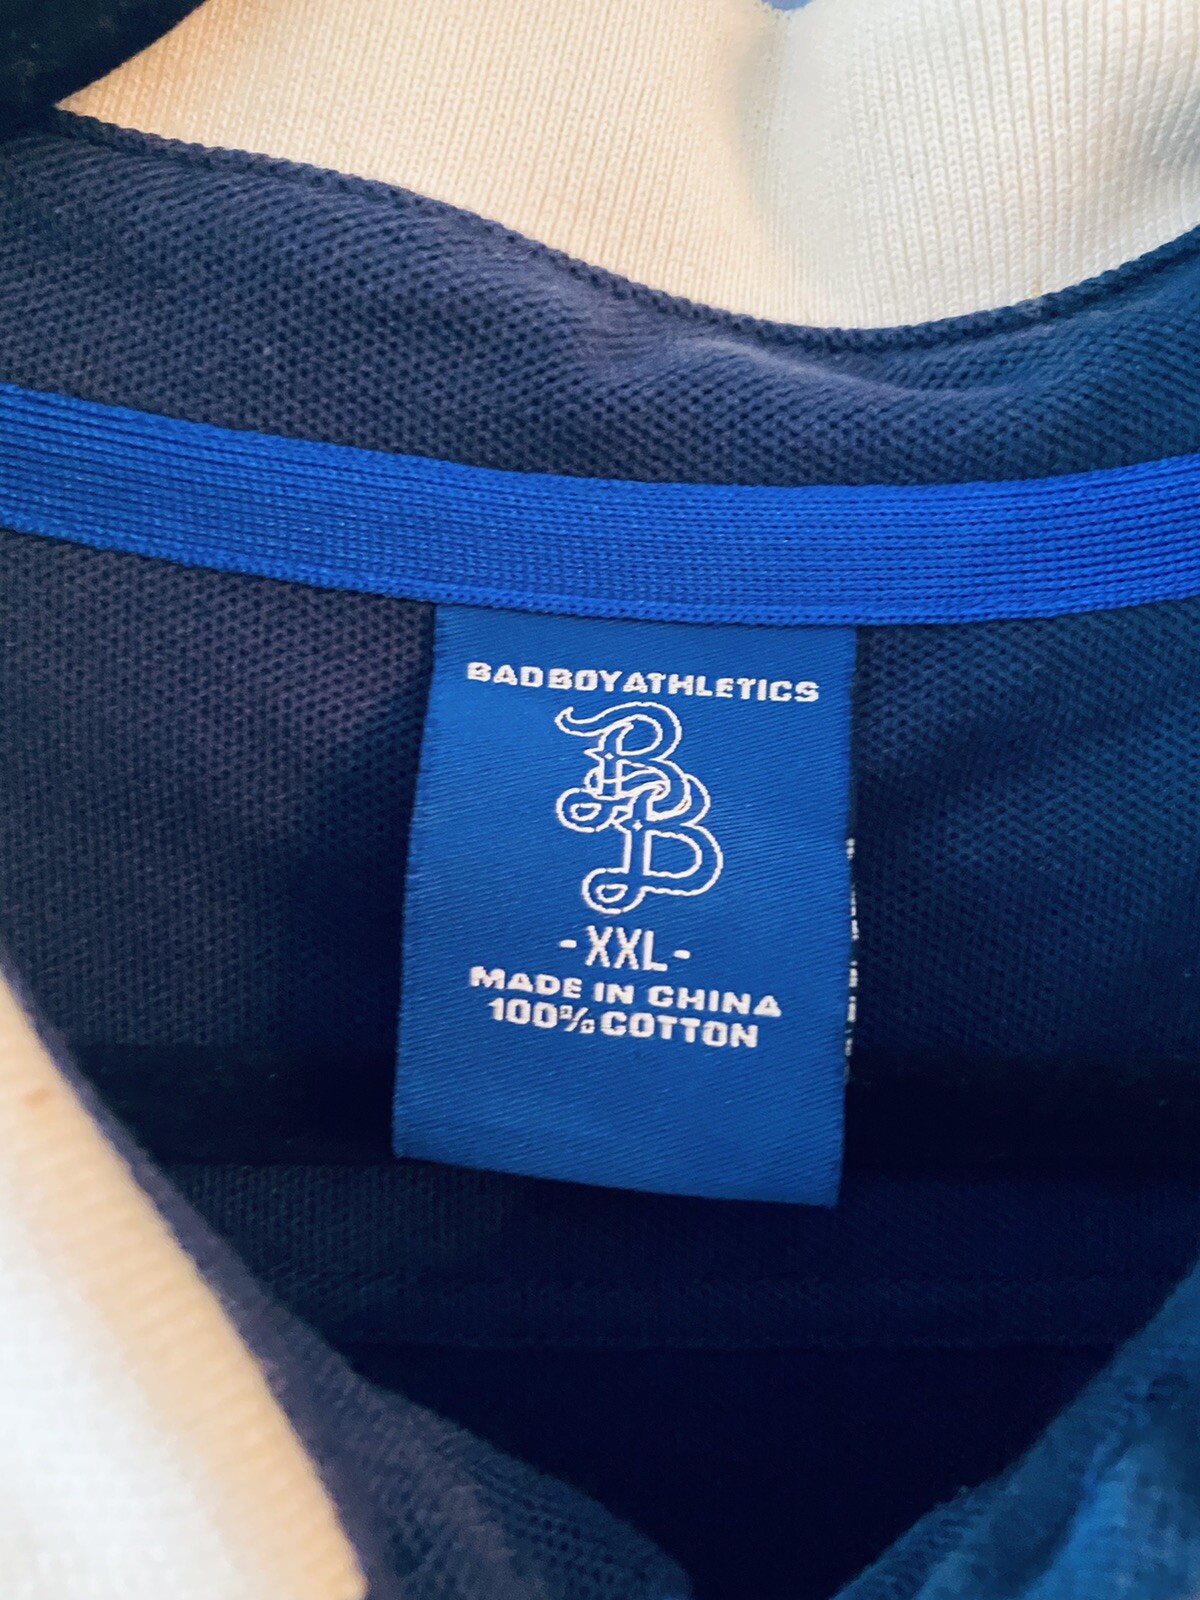 BADBOYATHLETICS
BB
-XXL-
MADE IN CHINA
100% COTTON